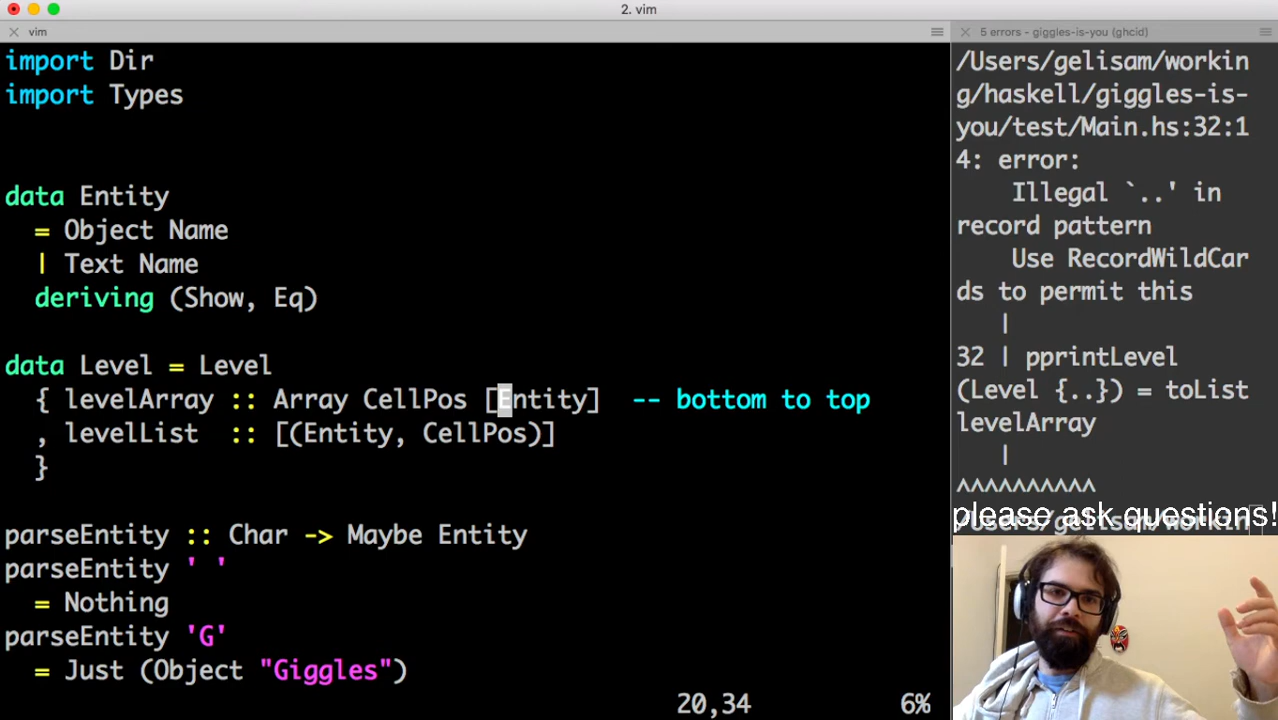 2. vim
vim
5 errors - giggles-is-you (ghcid)
import Dir
import Types
data Entity
= Object Name
| Text Name
deriving (Show, Eq)
data Level = Level
{ levelArray :: Array CellPos [Entity] -- bottom to top
, levelList :: [(Entity, CellPos)]
}
parseEntity :: Char -> Maybe Entity
parseEntity ' '
= Nothing
parseEntity 'G'
= Just (Object "Giggles")
20,34 6%
/Users/gelisam/workin
g/haskell/giggles-is-
you/test/Main.hs:32:1
4: error:
Illegal `..' in
record pattern
Use RecordWildCar
ds to permit this
|
32 | pprintLevel
(Level {..}) = toList
levelArray
|
^^^^^^^^^^
please ask questions!
/Users/gelisam/workin